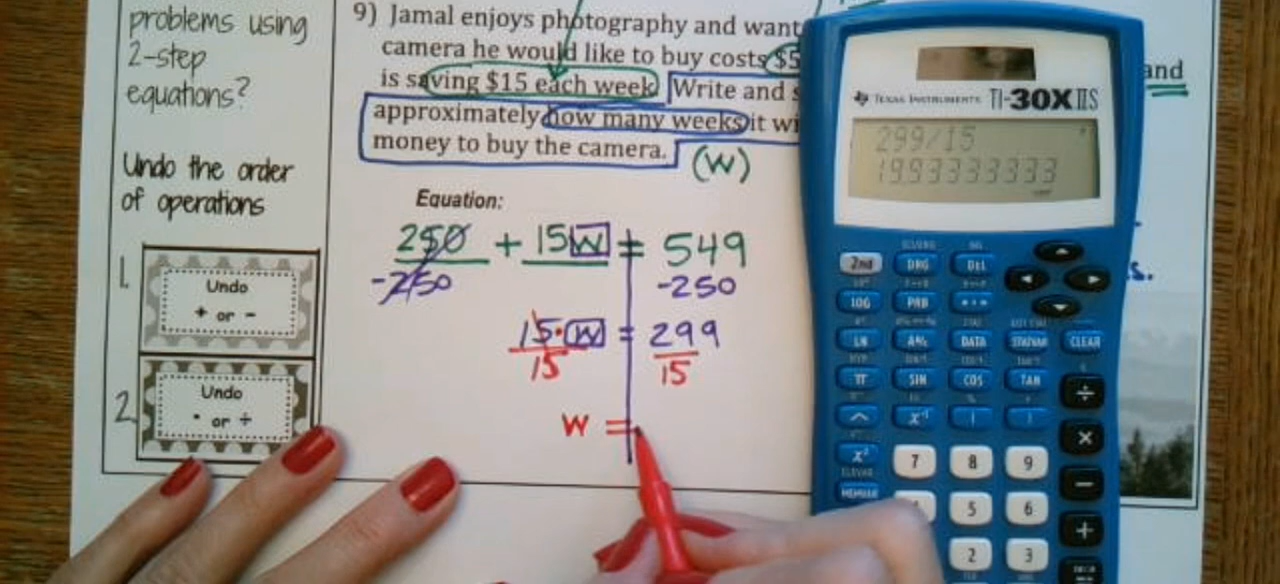 problems using
2-step
equations?
Undo the order
of operations
1.
Undo
+ or -
2.
Undo
• or ÷
9) Jamal enjoys photography and want
camera he would like to buy costs $5
is saving $15 each week. Write and s
approximately how many weeks it wi
money to buy the camera.
(W)
Equation:
250 + 15W = 549
-250 -250
15•W = 299
15 15
W =
and
s.
TEXAS INSTRUMENTS TI-30X IIS
299/15
19.93333333
2nd DRG DEL
LOG PRB
LN DATA STATVAR CLEAR
π SIN COS TAN ÷
^ x⁻¹ ( ) ×
x² 7 8 9 −
MEMVAR 5 6 +
2 3